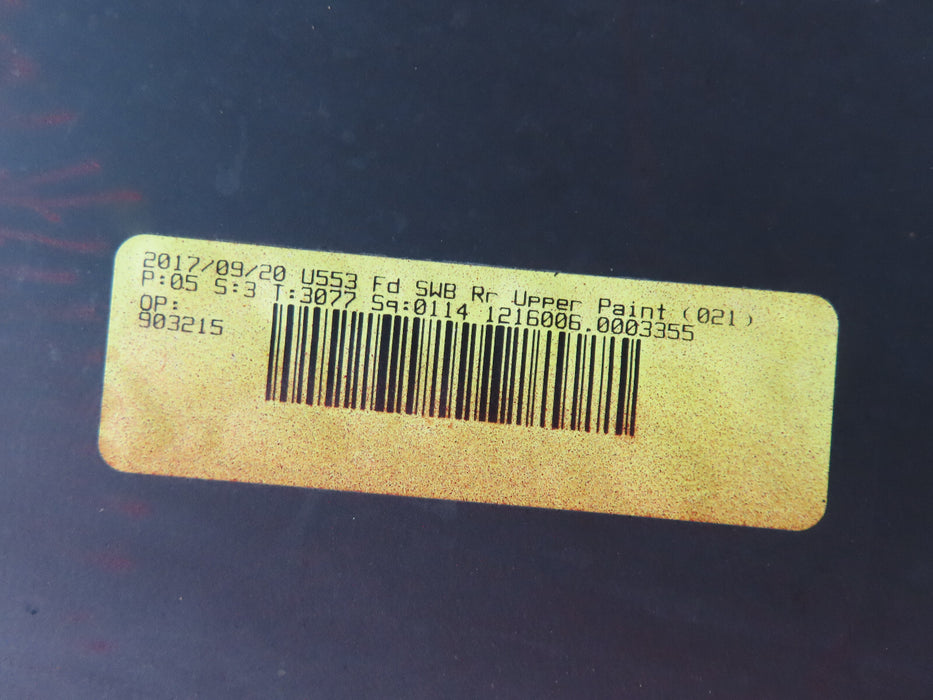 2017/09/20 U553 Fd SWB Rr Upper Paint (021)
P:05 S:3 T:3077 Sq:0114 1216006.0003355
OP:
903215